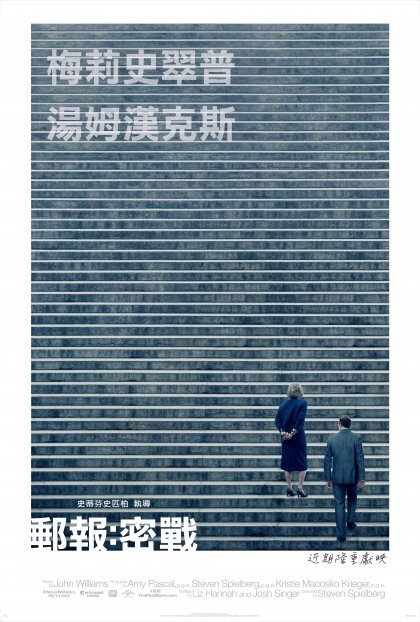 梅莉史翠普
湯姆漢克斯
史蒂芬史匹柏 執導
郵報:密戰
近期隆重獻映
John Williams Amy Pascal, p.g.a. Steven Spielberg, p.g.a. Kristie Macosko Krieger, p.g.a.
Liz Hannah and Josh Singer Steven Spielberg